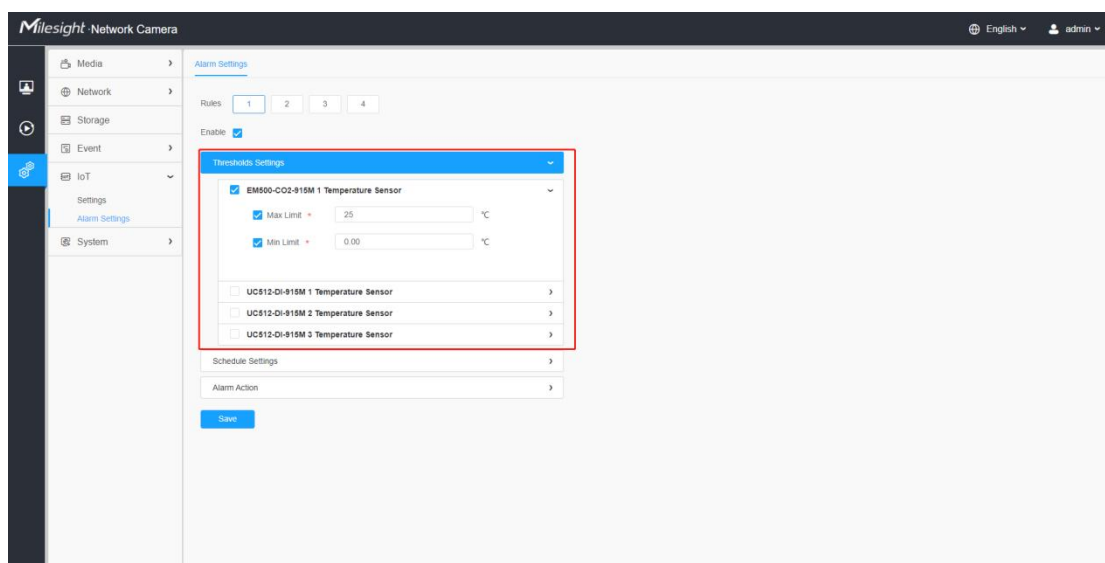 Milesight ·Network Camera
English
admin
Media
Network
Storage
Event
IoT
Settings
Alarm Settings
System
Alarm Settings
Rules 1 2 3 4
Enable
Thresholds Settings
EM500-CO2-915M 1 Temperature Sensor
Max Limit * 25 ℃
Min Limit * 0.00 ℃
UC512-DI-915M 1 Temperature Sensor
UC512-DI-915M 2 Temperature Sensor
UC512-DI-915M 3 Temperature Sensor
Schedule Settings
Alarm Action
Save